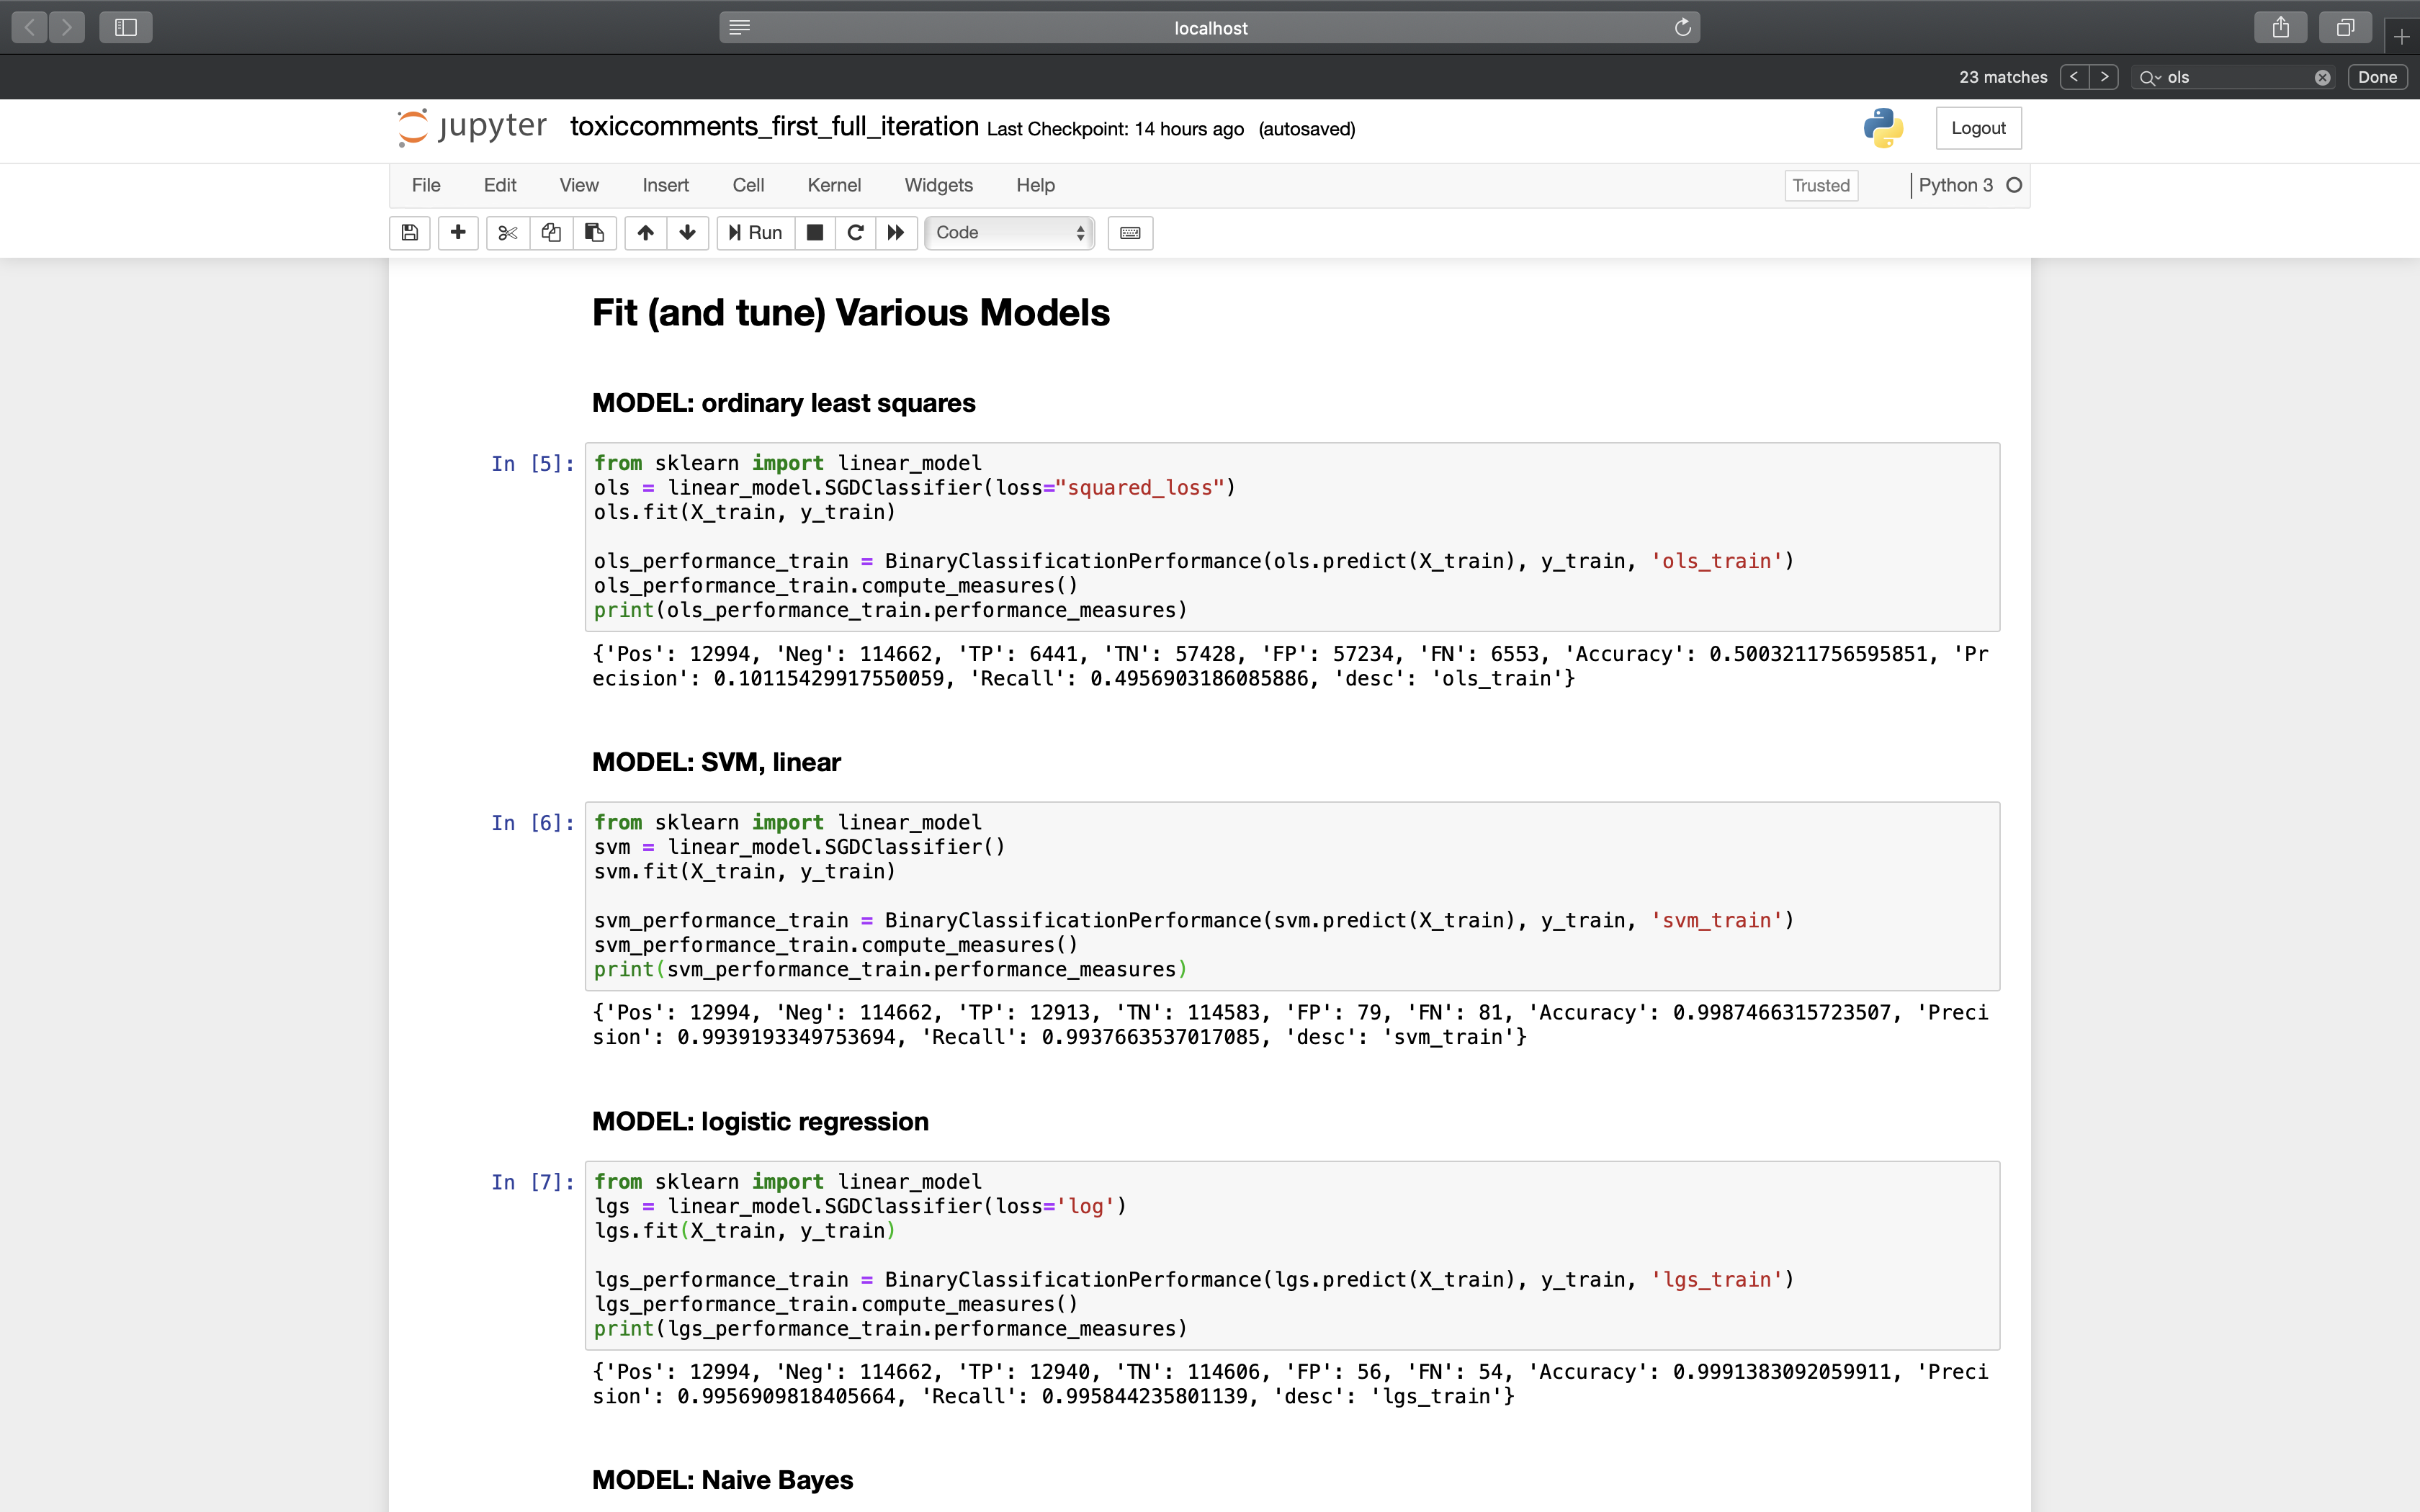 localhost
23 matches < > ols Done
jupyter toxiccomments_first_full_iteration Last Checkpoint: 14 hours ago (autosaved) Logout
File Edit View Insert Cell Kernel Widgets Help Trusted Python 3
Run Code
Fit (and tune) Various Models
MODEL: ordinary least squares
In [5]: from sklearn import linear_model
ols = linear_model.SGDClassifier(loss="squared_loss")
ols.fit(X_train, y_train)
ols_performance_train = BinaryClassificationPerformance(ols.predict(X_train), y_train, 'ols_train')
ols_performance_train.compute_measures()
print(ols_performance_train.performance_measures)
{'Pos': 12994, 'Neg': 114662, 'TP': 6441, 'TN': 57428, 'FP': 57234, 'FN': 6553, 'Accuracy': 0.5003211756595851, 'Pr
ecision': 0.10115429917550059, 'Recall': 0.4956903186085886, 'desc': 'ols_train'}
MODEL: SVM, linear
In [6]: from sklearn import linear_model
svm = linear_model.SGDClassifier()
svm.fit(X_train, y_train)
svm_performance_train = BinaryClassificationPerformance(svm.predict(X_train), y_train, 'svm_train')
svm_performance_train.compute_measures()
print(svm_performance_train.performance_measures)
{'Pos': 12994, 'Neg': 114662, 'TP': 12913, 'TN': 114583, 'FP': 79, 'FN': 81, 'Accuracy': 0.9987466315723507, 'Preci
sion': 0.9939193349753694, 'Recall': 0.9937663537017085, 'desc': 'svm_train'}
MODEL: logistic regression
In [7]: from sklearn import linear_model
lgs = linear_model.SGDClassifier(loss='log')
lgs.fit(X_train, y_train)
lgs_performance_train = BinaryClassificationPerformance(lgs.predict(X_train), y_train, 'lgs_train')
lgs_performance_train.compute_measures()
print(lgs_performance_train.performance_measures)
{'Pos': 12994, 'Neg': 114662, 'TP': 12940, 'TN': 114606, 'FP': 56, 'FN': 54, 'Accuracy': 0.9991383092059911, 'Preci
sion': 0.9956909818405664, 'Recall': 0.995844235801139, 'desc': 'lgs_train'}
MODEL: Naive Bayes